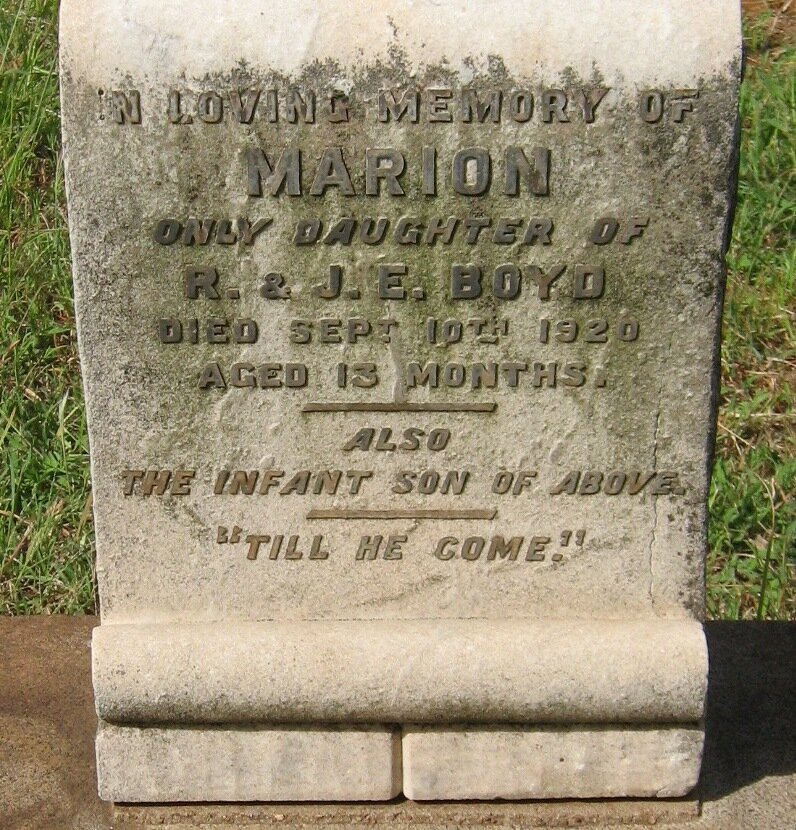 IN LOVING MEMORY OF
MARION
ONLY DAUGHTER OF
R. & J. E. BOYD
DIED SEPT 10TH 1920
AGED 13 MONTHS.
ALSO
THE INFANT SON OF ABOVE.
"TILL HE COME."